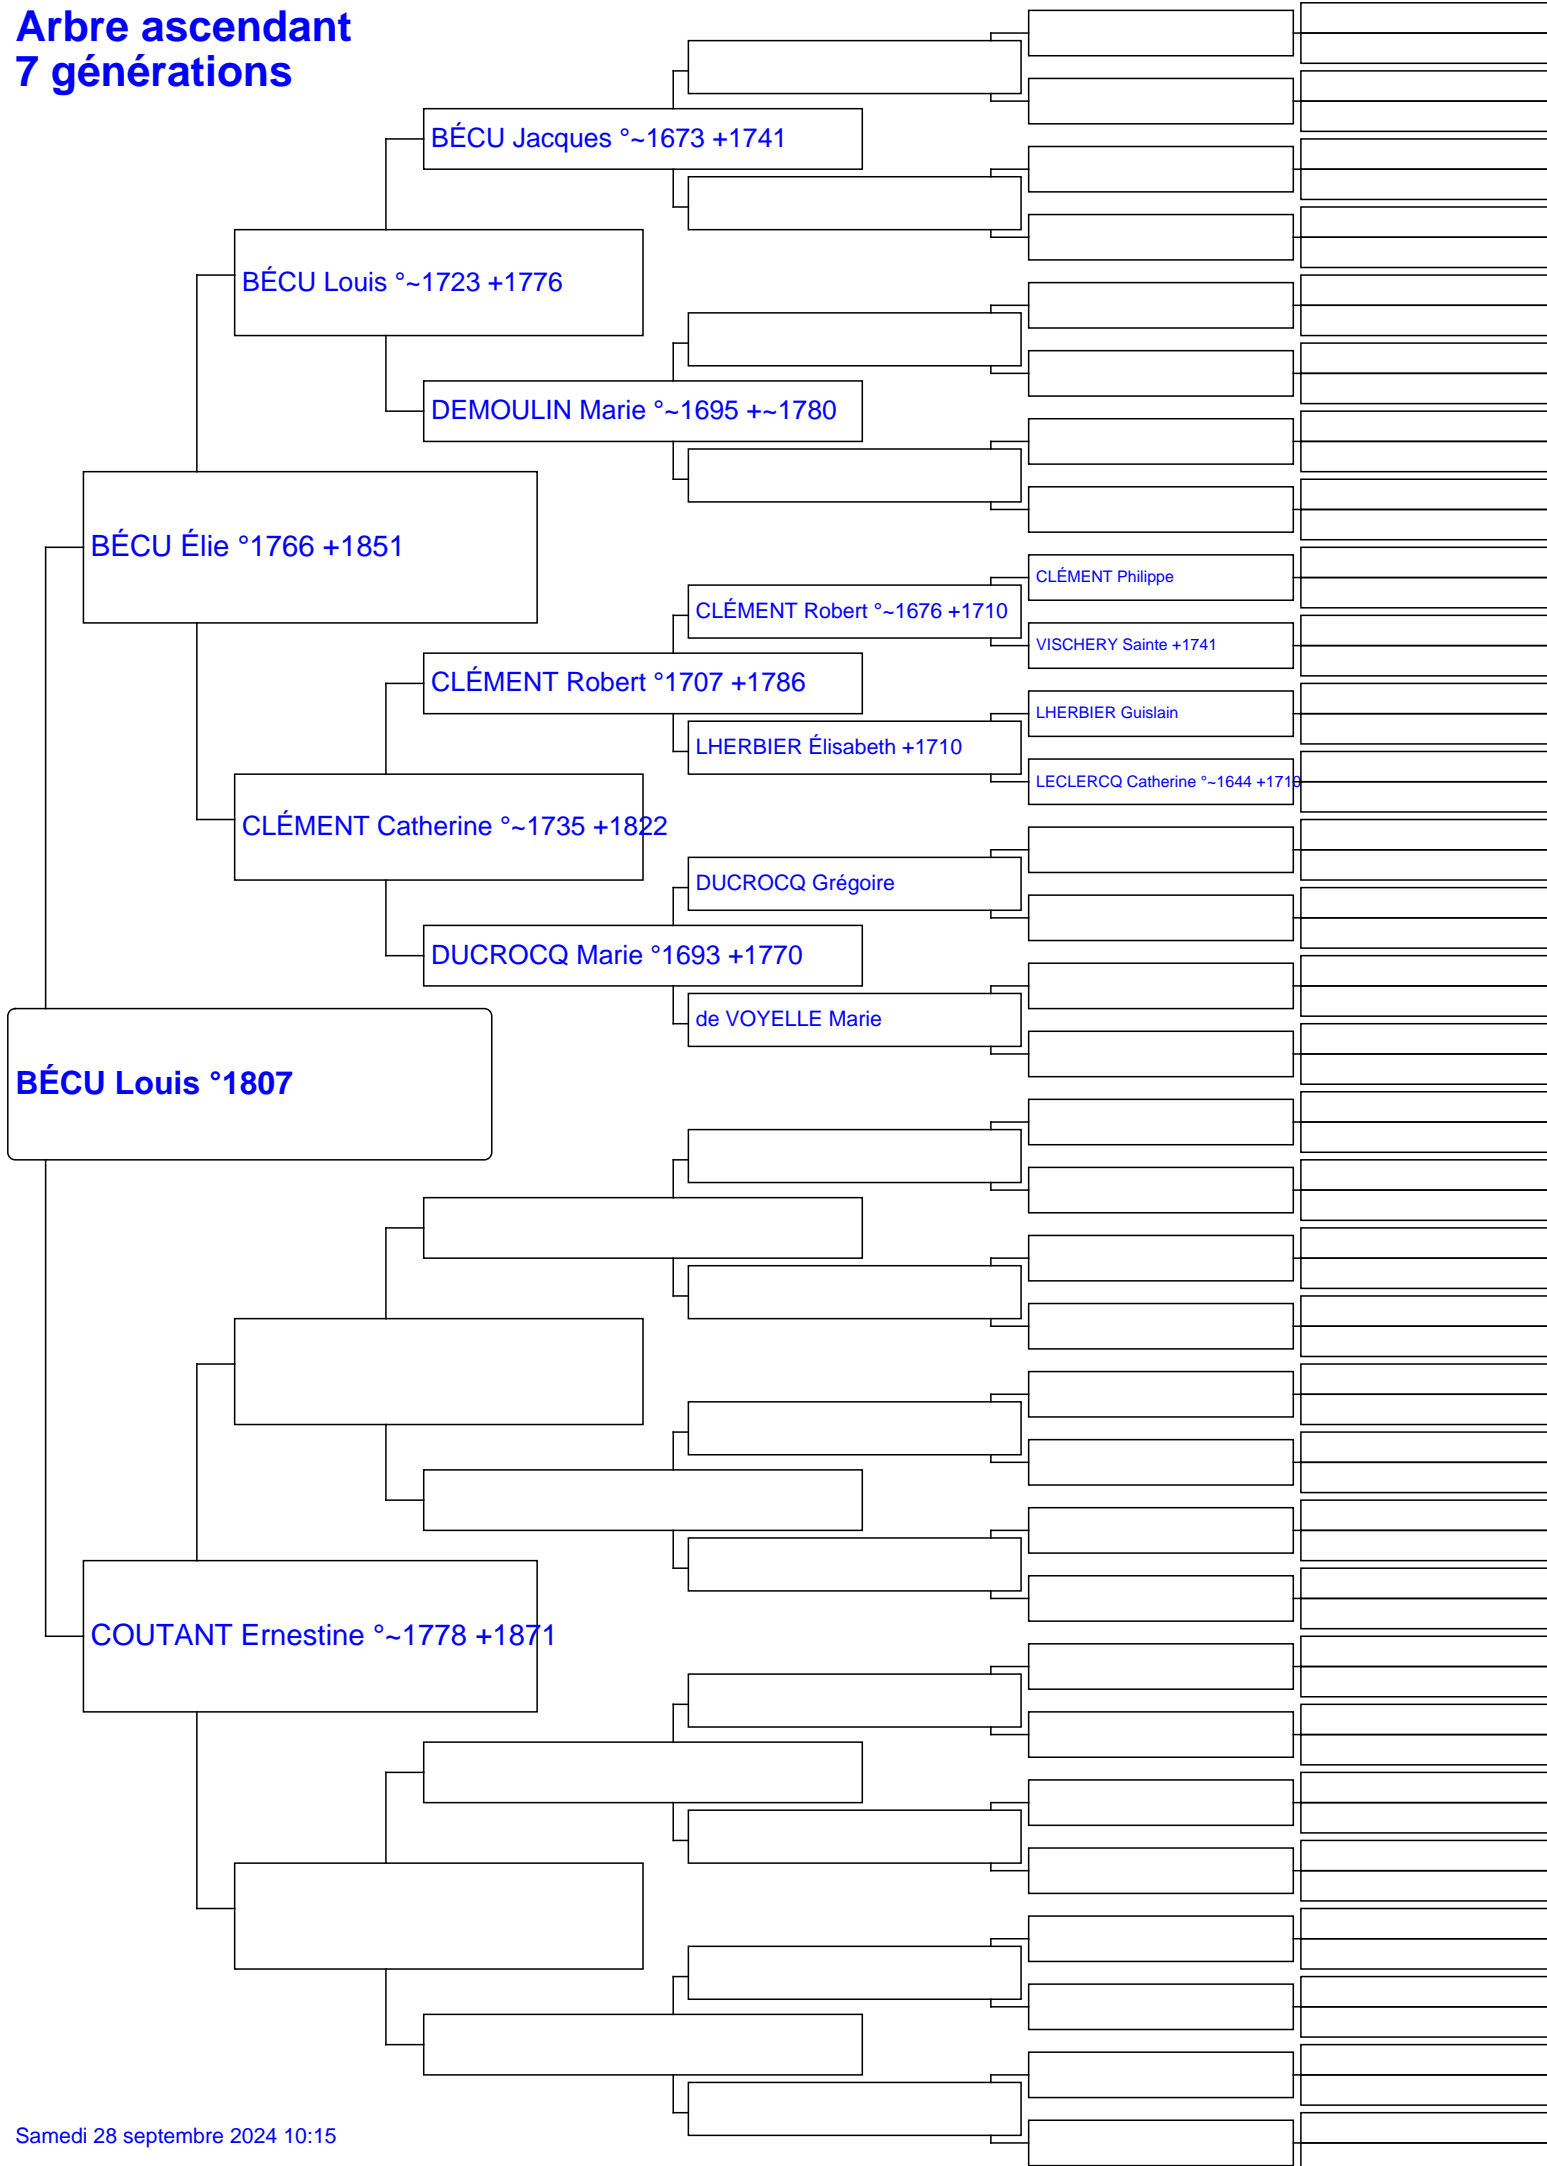 Arbre ascendant
7 générations
BÉCU Jacques °~1673 +1741
BÉCU Louis °~1723 +1776
DEMOULIN Marie °~1695 +~1780
BÉCU Élie °1766 +1851
CLÉMENT Philippe
CLÉMENT Robert °~1676 +1710
VISCHERY Sainte +1741
CLÉMENT Robert °1707 +1786
LHERBIER Guislain
LHERBIER Élisabeth +1710
LECLERCQ Catherine °~1644 +1710
CLÉMENT Catherine °~1735 +1822
DUCROCQ Grégoire
DUCROCQ Marie °1693 +1770
de VOYELLE Marie
BÉCU Louis °1807
COUTANT Ernestine °~1778 +1871
Samedi 28 septembre 2024 10:15